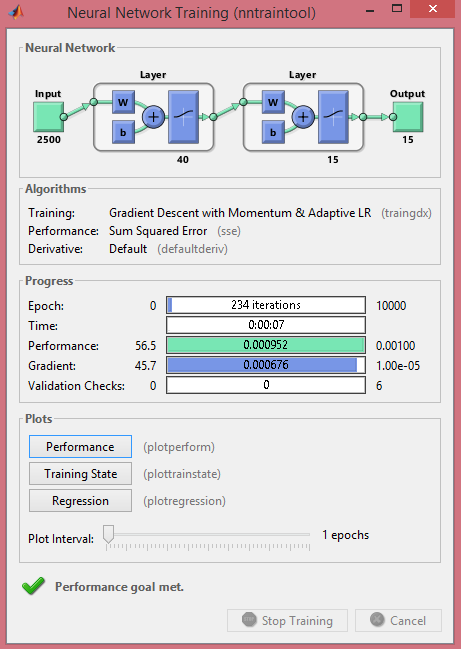 Neural Network Training (nntraintool)
Neural Network
Layer Layer
Input Output
W W
b b
+ +
2500 40 15 15
Algorithms
Training: Gradient Descent with Momentum & Adaptive LR (traingdx)
Performance: Sum Squared Error (sse)
Derivative: Default (defaultderiv)
Progress
Epoch: 0 234 iterations 10000
Time: 0:00:07
Performance: 56.5 0.000952 0.00100
Gradient: 45.7 0.000676 1.00e-05
Validation Checks: 0 0 6
Plots
Performance (plotperform)
Training State (plottrainstate)
Regression (plotregression)
Plot Interval: 1 epochs
Performance goal met.
Stop Training Cancel